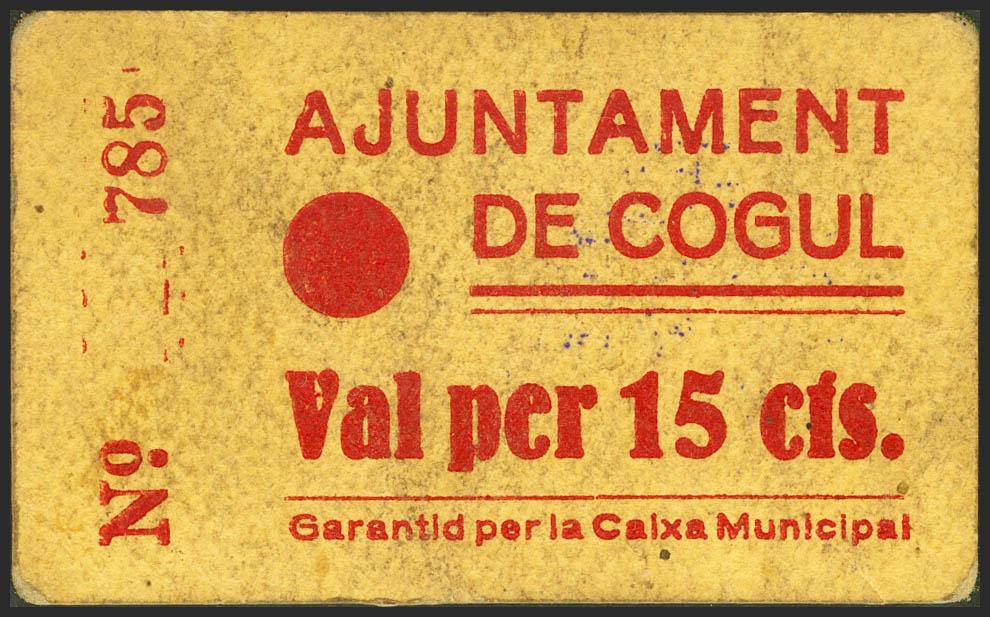 Nº 785
AJUNTAMENT
DE COGUL
Val per 15 cts.
Garantid per la Caixa Municipal